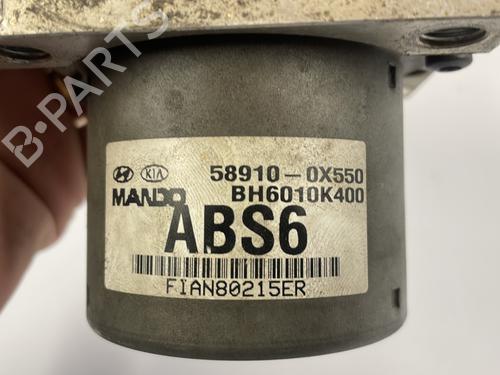 B-PARTS
KIA
58910-0X550
MANDO
BH6010K400
ABS6
FIAN80215ER